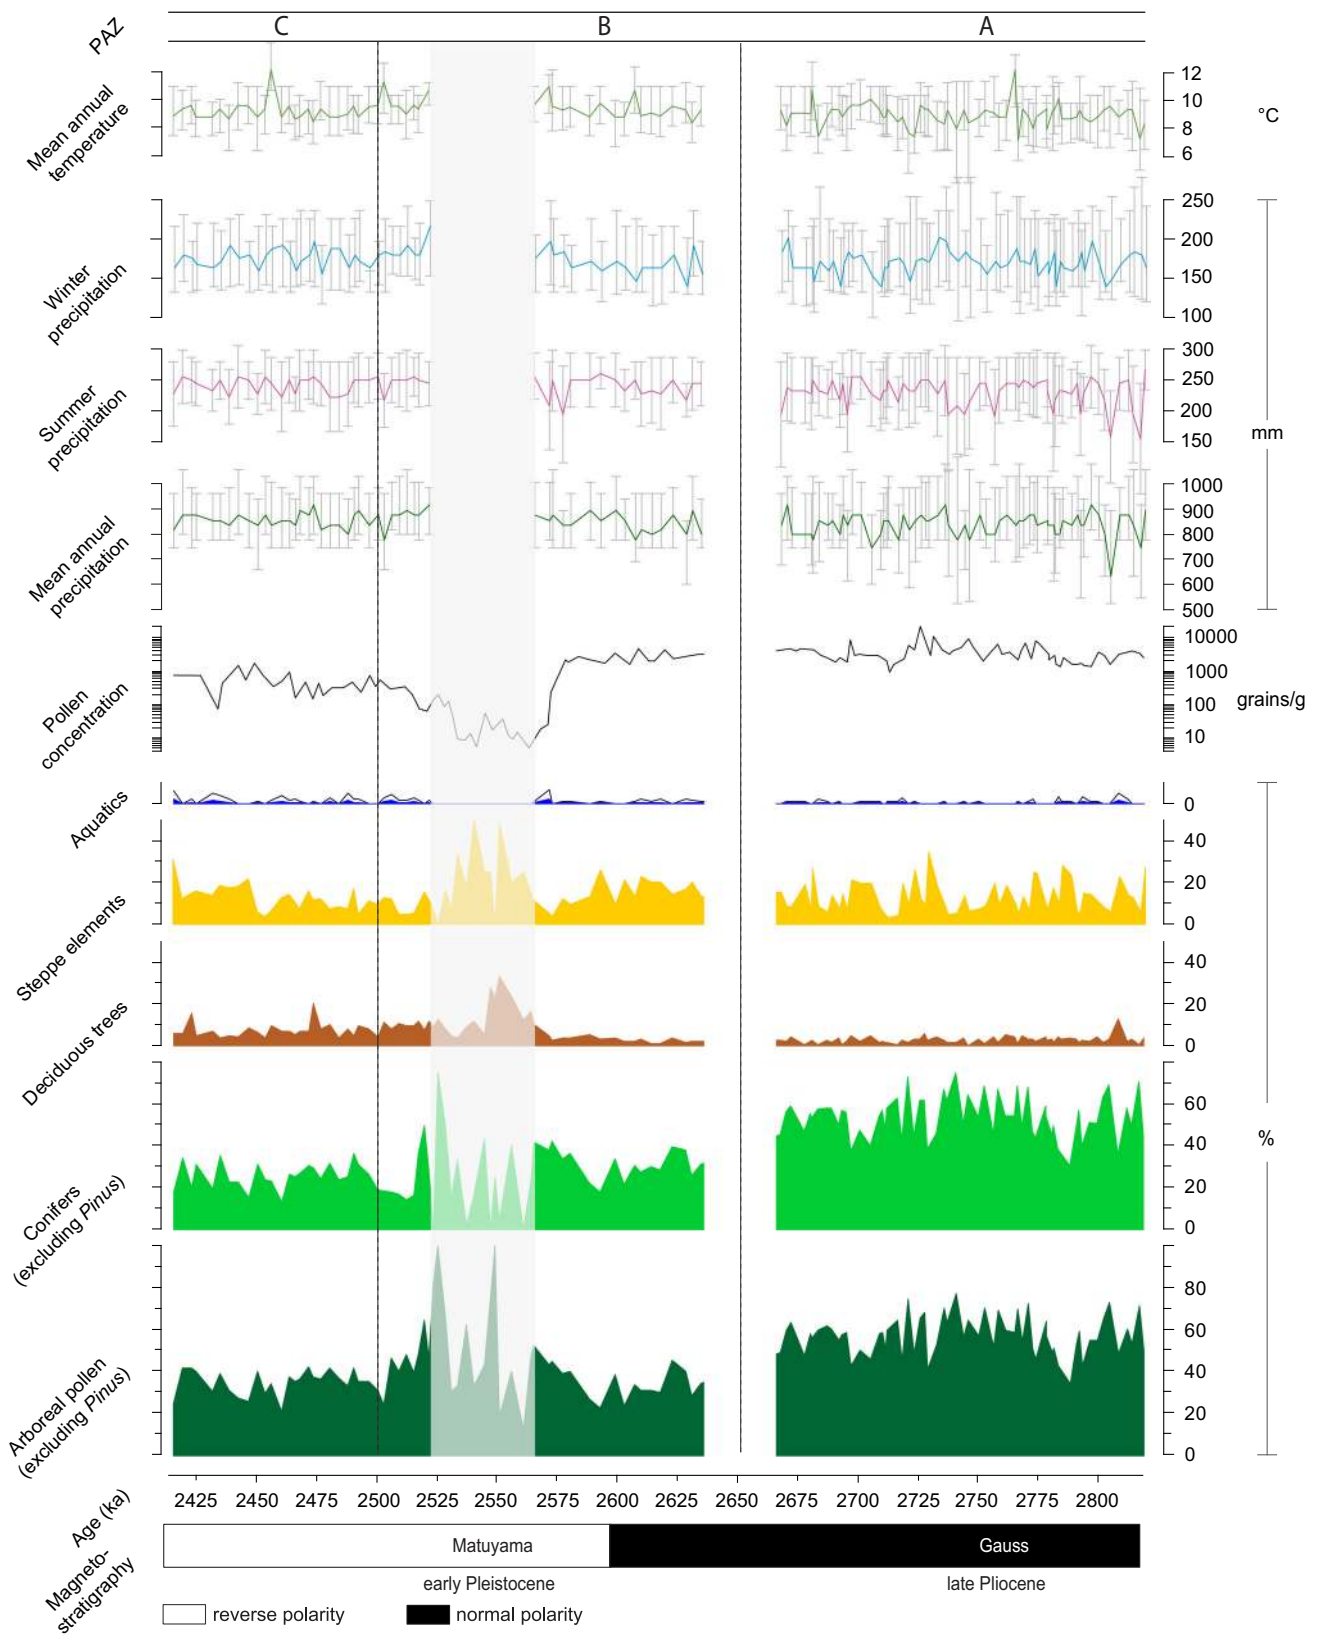 PAZ
C
B
A
Mean annual
temperature
12
10
8
6
°C
Winter
precipitation
250
200
150
100
Summer
precipitation
300
250
200
150
mm
Mean annual
precipitation
1000
900
800
700
600
500
Pollen
concentration
10000
1000
100
10
grains/g
Aquatics
0
Steppe elements
40
20
0
Deciduous trees
40
20
0
Conifers
(excluding Pinus)
60
40
20
0
%
Arboreal pollen
(excluding Pinus)
80
60
40
20
0
Age (ka)
2425 2450 2475 2500 2525 2550 2575 2600 2625 2650 2675 2700 2725 2750 2775 2800
Magneto-
stratigraphy
Matuyama
Gauss
early Pleistocene
late Pliocene
reverse polarity
normal polarity